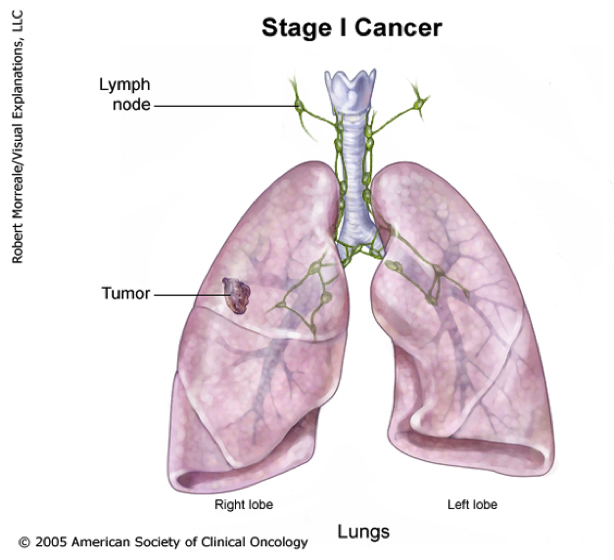 Stage I Cancer
Robert Morreale/Visual Explanations, LLC
Lymph
node
Tumor
Right lobe
Left lobe
Lungs
© 2005 American Society of Clinical Oncology